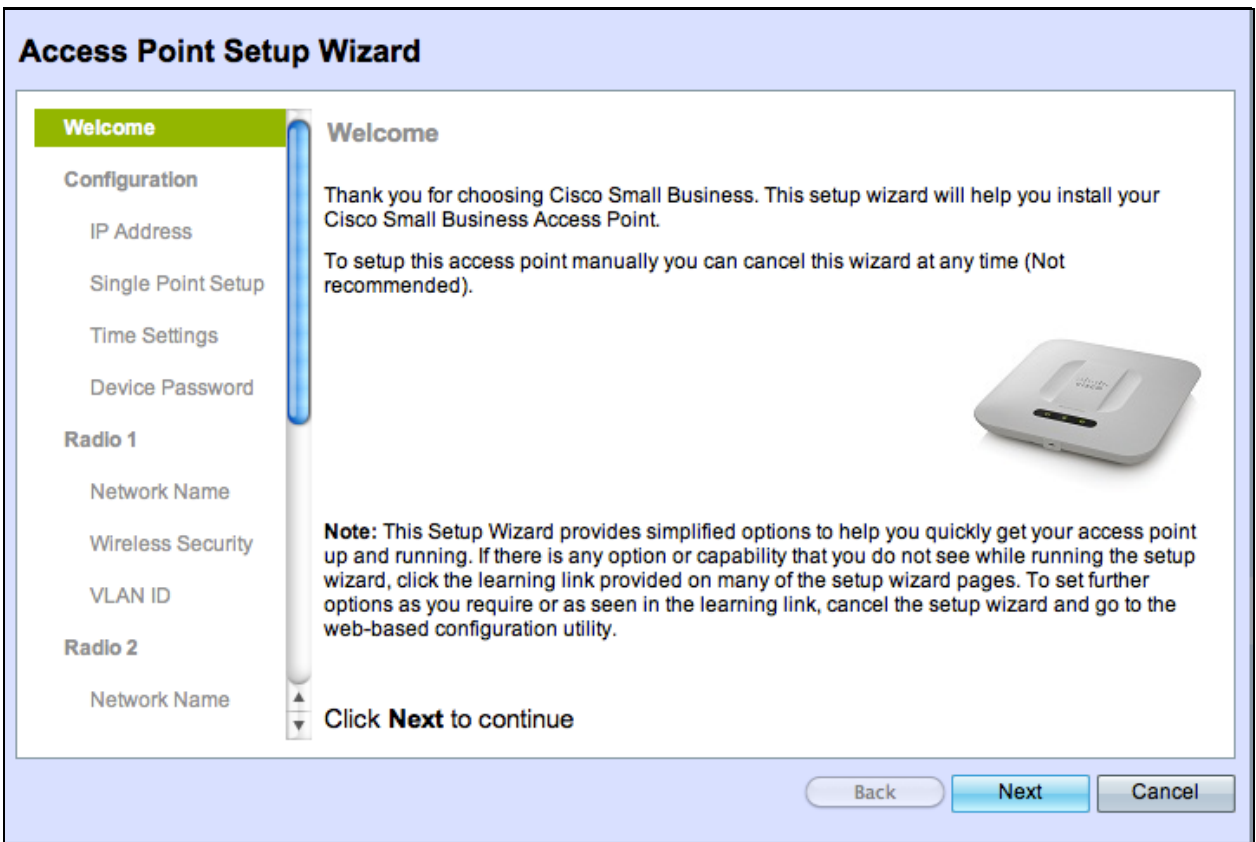 Access Point Setup Wizard
Welcome
Configuration
IP Address
Single Point Setup
Time Settings
Device Password
Radio 1
Network Name
Wireless Security
VLAN ID
Radio 2
Network Name
Welcome
Thank you for choosing Cisco Small Business. This setup wizard will help you install your
Cisco Small Business Access Point.
To setup this access point manually you can cancel this wizard at any time (Not
recommended).
CISCO
Note: This Setup Wizard provides simplified options to help you quickly get your access point
up and running. If there is any option or capability that you do not see while running the setup
wizard, click the learning link provided on many of the setup wizard pages. To set further
options as you require or as seen in the learning link, cancel the setup wizard and go to the
web-based configuration utility.
Click Next to continue
Back
Next
Cancel